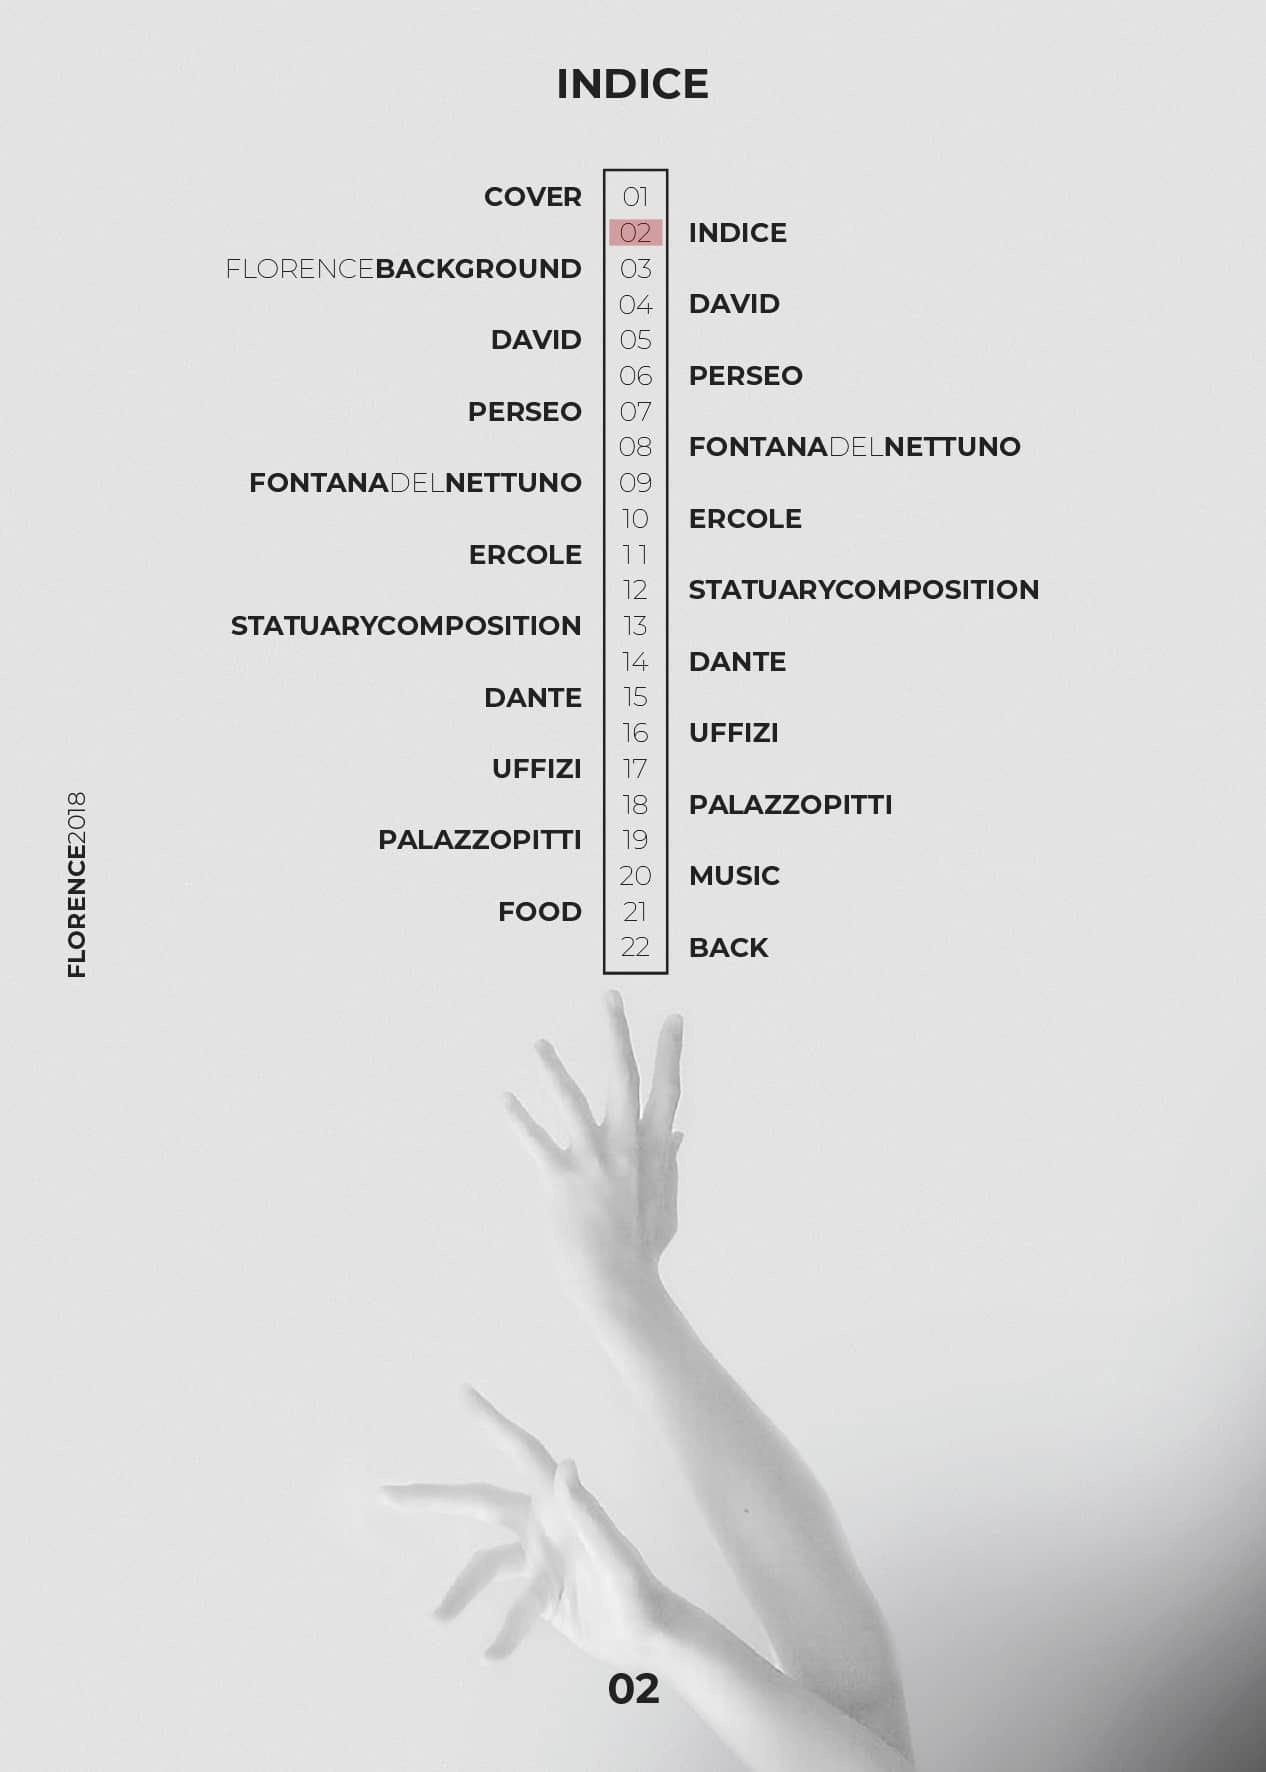 INDICE
COVER 01
02 INDICE
FLORENCEBACKGROUND 03
04 DAVID
DAVID 05
06 PERSEO
PERSEO 07
08 FONTANADELNETTUNO
FONTANADELNETTUNO 09
10 ERCOLE
ERCOLE 11
12 STATUARYCOMPOSITION
STATUARYCOMPOSITION 13
14 DANTE
DANTE 15
16 UFFIZI
UFFIZI 17
18 PALAZZOPITTI
PALAZZOPITTI 19
20 MUSIC
FOOD 21
22 BACK
FLORENCE2018
02